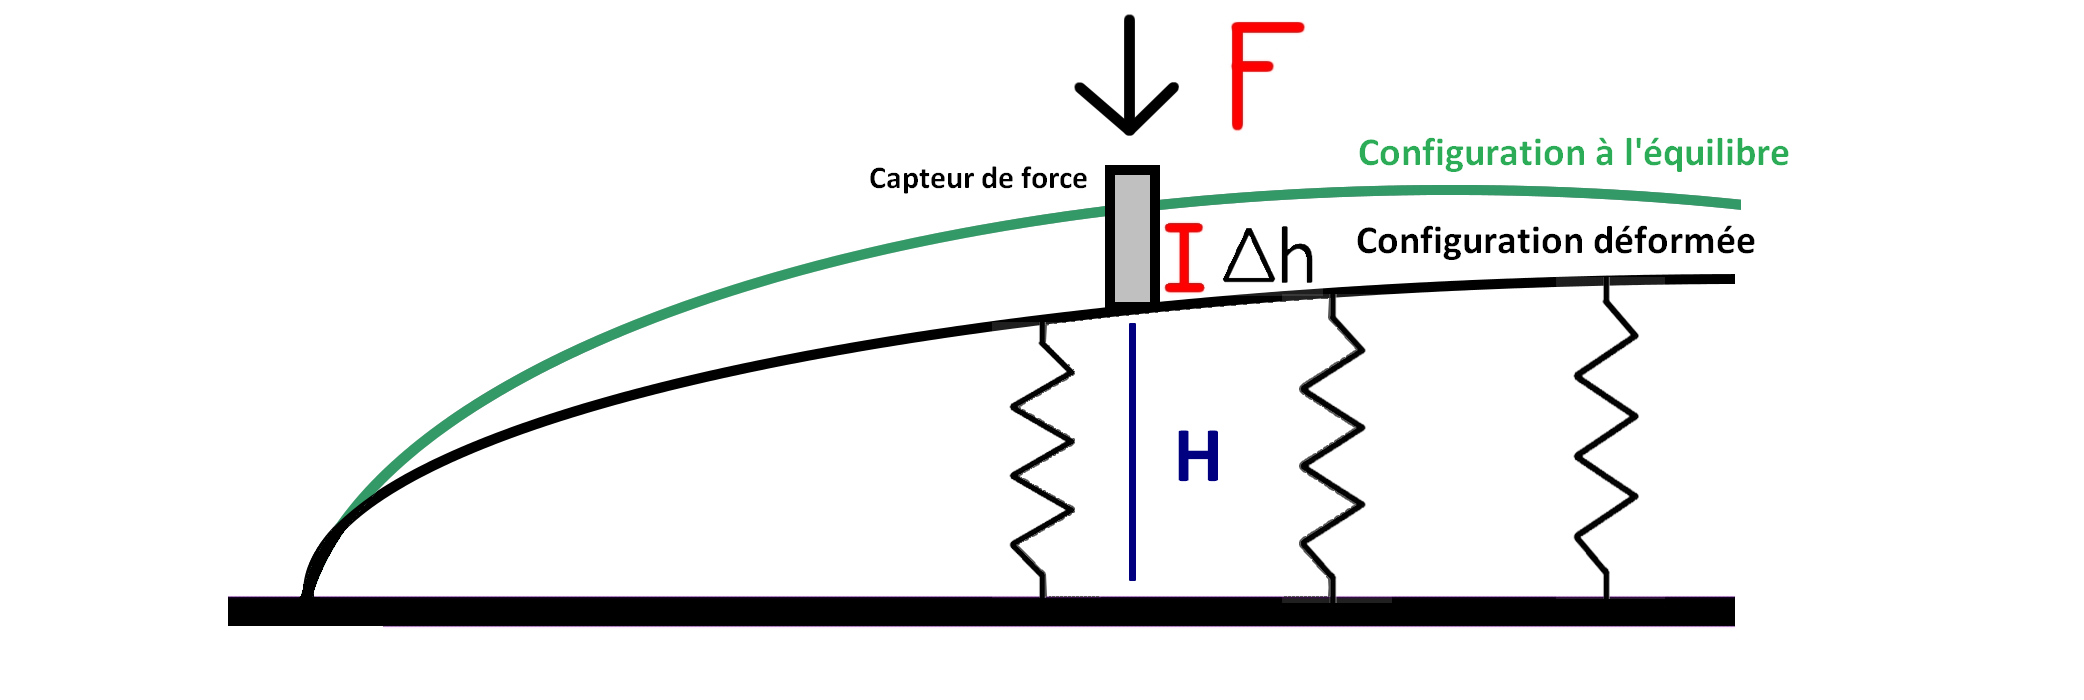 F
Configuration à l'équilibre
Capteur de force
Δh
Configuration déformée
H